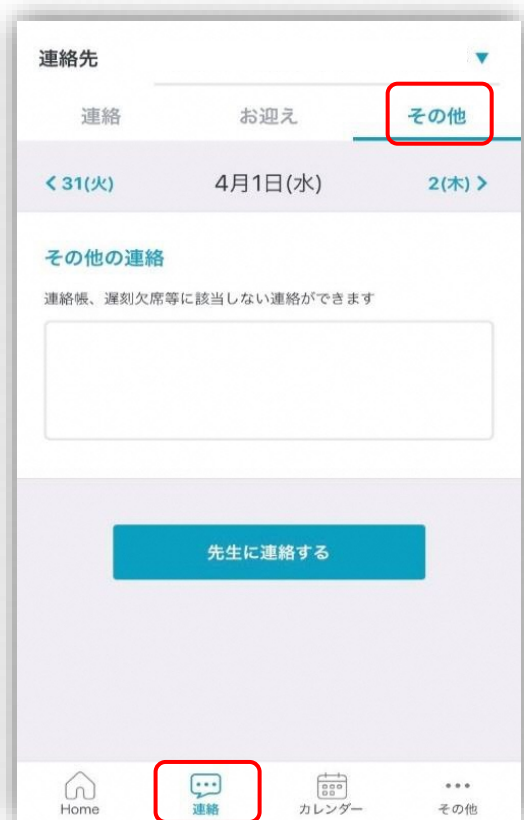 連絡先 ▼
連絡 お迎え その他
< 31(火) 4月1日(水) 2(木) >
その他の連絡
連絡帳、遅刻欠席等に該当しない連絡ができます
先生に連絡する
Home 連絡 カレンダー その他